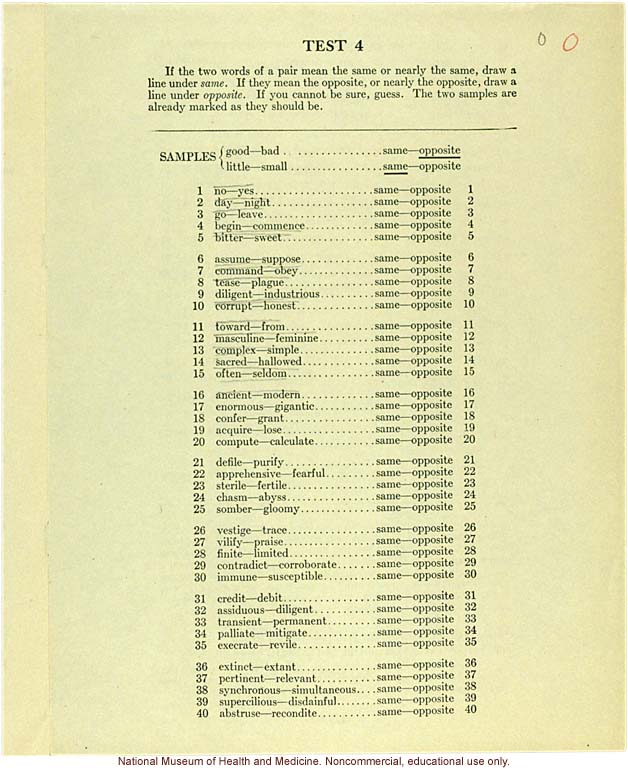 TEST 4
0 0
If the two words of a pair mean the same or nearly the same, draw a
line under same. If they mean the opposite, or nearly the opposite, draw a
line under opposite. If you cannot be sure, guess. The two samples are
already marked as they should be.
SAMPLES
good—bad . . . . . . . . . . . . . . . same—opposite
little—small . . . . . . . . . . . . . . same—opposite
1 no—yes . . . . . . . . . . . . . . same—opposite 1
2 day—night . . . . . . . . . . . . . . same—opposite 2
3 go—leave . . . . . . . . . . . . . . same—opposite 3
4 begin—commence . . . . . . . . . . same—opposite 4
5 bitter—sweet . . . . . . . . . . . . same—opposite 5
6 assume—suppose . . . . . . . . . . same—opposite 6
7 command—obey . . . . . . . . . . same—opposite 7
8 tease—plague . . . . . . . . . . . . same—opposite 8
9 diligent—industrious . . . . . . . . same—opposite 9
10 corrupt—honest . . . . . . . . . . same—opposite 10
11 toward—from . . . . . . . . . . . . same—opposite 11
12 masculine—feminine . . . . . . . . same—opposite 12
13 complex—simple . . . . . . . . . . same—opposite 13
14 sacred—hallowed . . . . . . . . . . same—opposite 14
15 often—seldom . . . . . . . . . . . . same—opposite 15
16 ancient—modern . . . . . . . . . . same—opposite 16
17 enormous—gigantic . . . . . . . . same—opposite 17
18 confer—grant . . . . . . . . . . . . same—opposite 18
19 acquire—lose . . . . . . . . . . . . same—opposite 19
20 compute—calculate . . . . . . . . same—opposite 20
21 defile—purify . . . . . . . . . . . . same—opposite 21
22 apprehensive—fearful . . . . . . . . same—opposite 22
23 sterile—fertile . . . . . . . . . . . . same—opposite 23
24 chasm—abyss . . . . . . . . . . . . same—opposite 24
25 somber—gloomy . . . . . . . . . . same—opposite 25
26 vestige—trace . . . . . . . . . . . . same—opposite 26
27 vilify—praise . . . . . . . . . . . . same—opposite 27
28 finite—limited . . . . . . . . . . . . same—opposite 28
29 contradict—corroborate . . . . . . same—opposite 29
30 immune—susceptible . . . . . . . . same—opposite 30
31 credit—debit . . . . . . . . . . . . same—opposite 31
32 assiduous—diligent . . . . . . . . . . same—opposite 32
33 transient—permanent . . . . . . . . same—opposite 33
34 palliate—mitigate . . . . . . . . . . same—opposite 34
35 execrate—revile . . . . . . . . . . . . same—opposite 35
36 extinct—extant . . . . . . . . . . . . same—opposite 36
37 pertinent—relevant . . . . . . . . . . same—opposite 37
38 synchronous—simultaneous . . . . same—opposite 38
39 supercilious—disdainful . . . . . . same—opposite 39
40 abstruse—recondite . . . . . . . . . . same—opposite 40
National Museum of Health and Medicine. Noncommercial, educational use only.